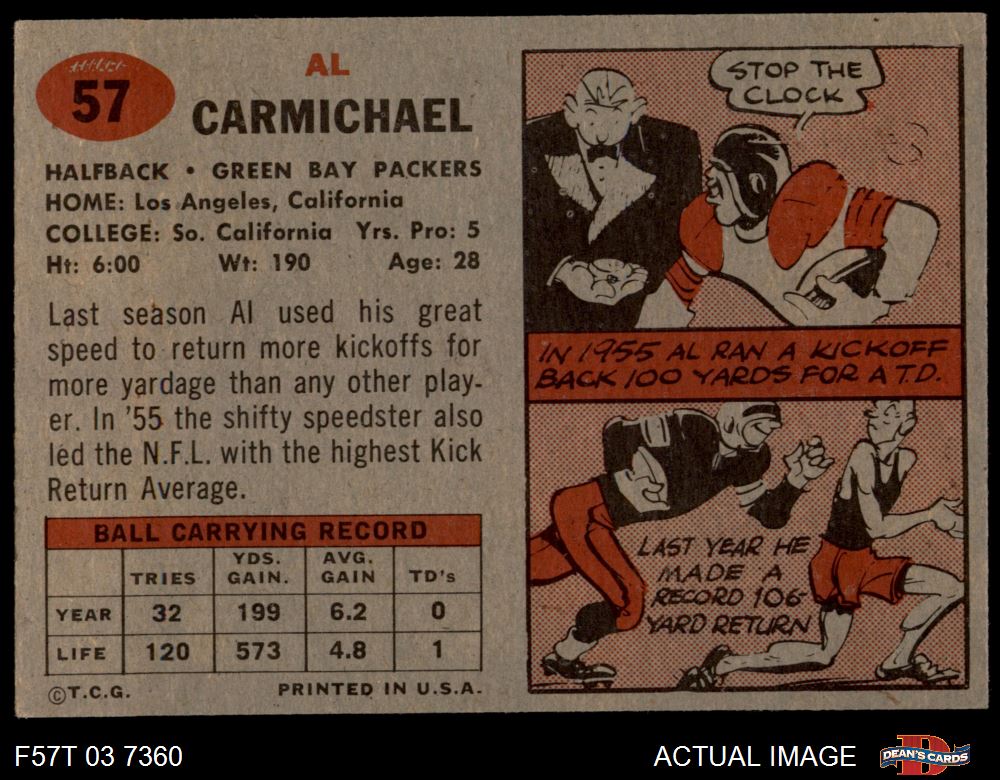 57
AL
CARMICHAEL
HALFBACK • GREEN BAY PACKERS
HOME: Los Angeles, California
COLLEGE: So. California Yrs. Pro: 5
Ht: 6:00 Wt: 190 Age: 28
Last season Al used his great
speed to return more kickoffs for
more yardage than any other play-
er. In '55 the shifty speedster also
led the N.F.L. with the highest Kick
Return Average.
BALL CARRYING RECORD
TRIES YDS. GAIN. AVG. GAIN TD's
YEAR 32 199 6.2 0
LIFE 120 573 4.8 1
©T.C.G. PRINTED IN U.S.A.
STOP THE
CLOCK
IN 1955 AL RAN A KICKOFF
BACK 100 YARDS FOR A T.D.
LAST YEAR HE
MADE A
RECORD 106
YARD RETURN
F57T 03 7360
ACTUAL IMAGE
DEAN'S CARDS